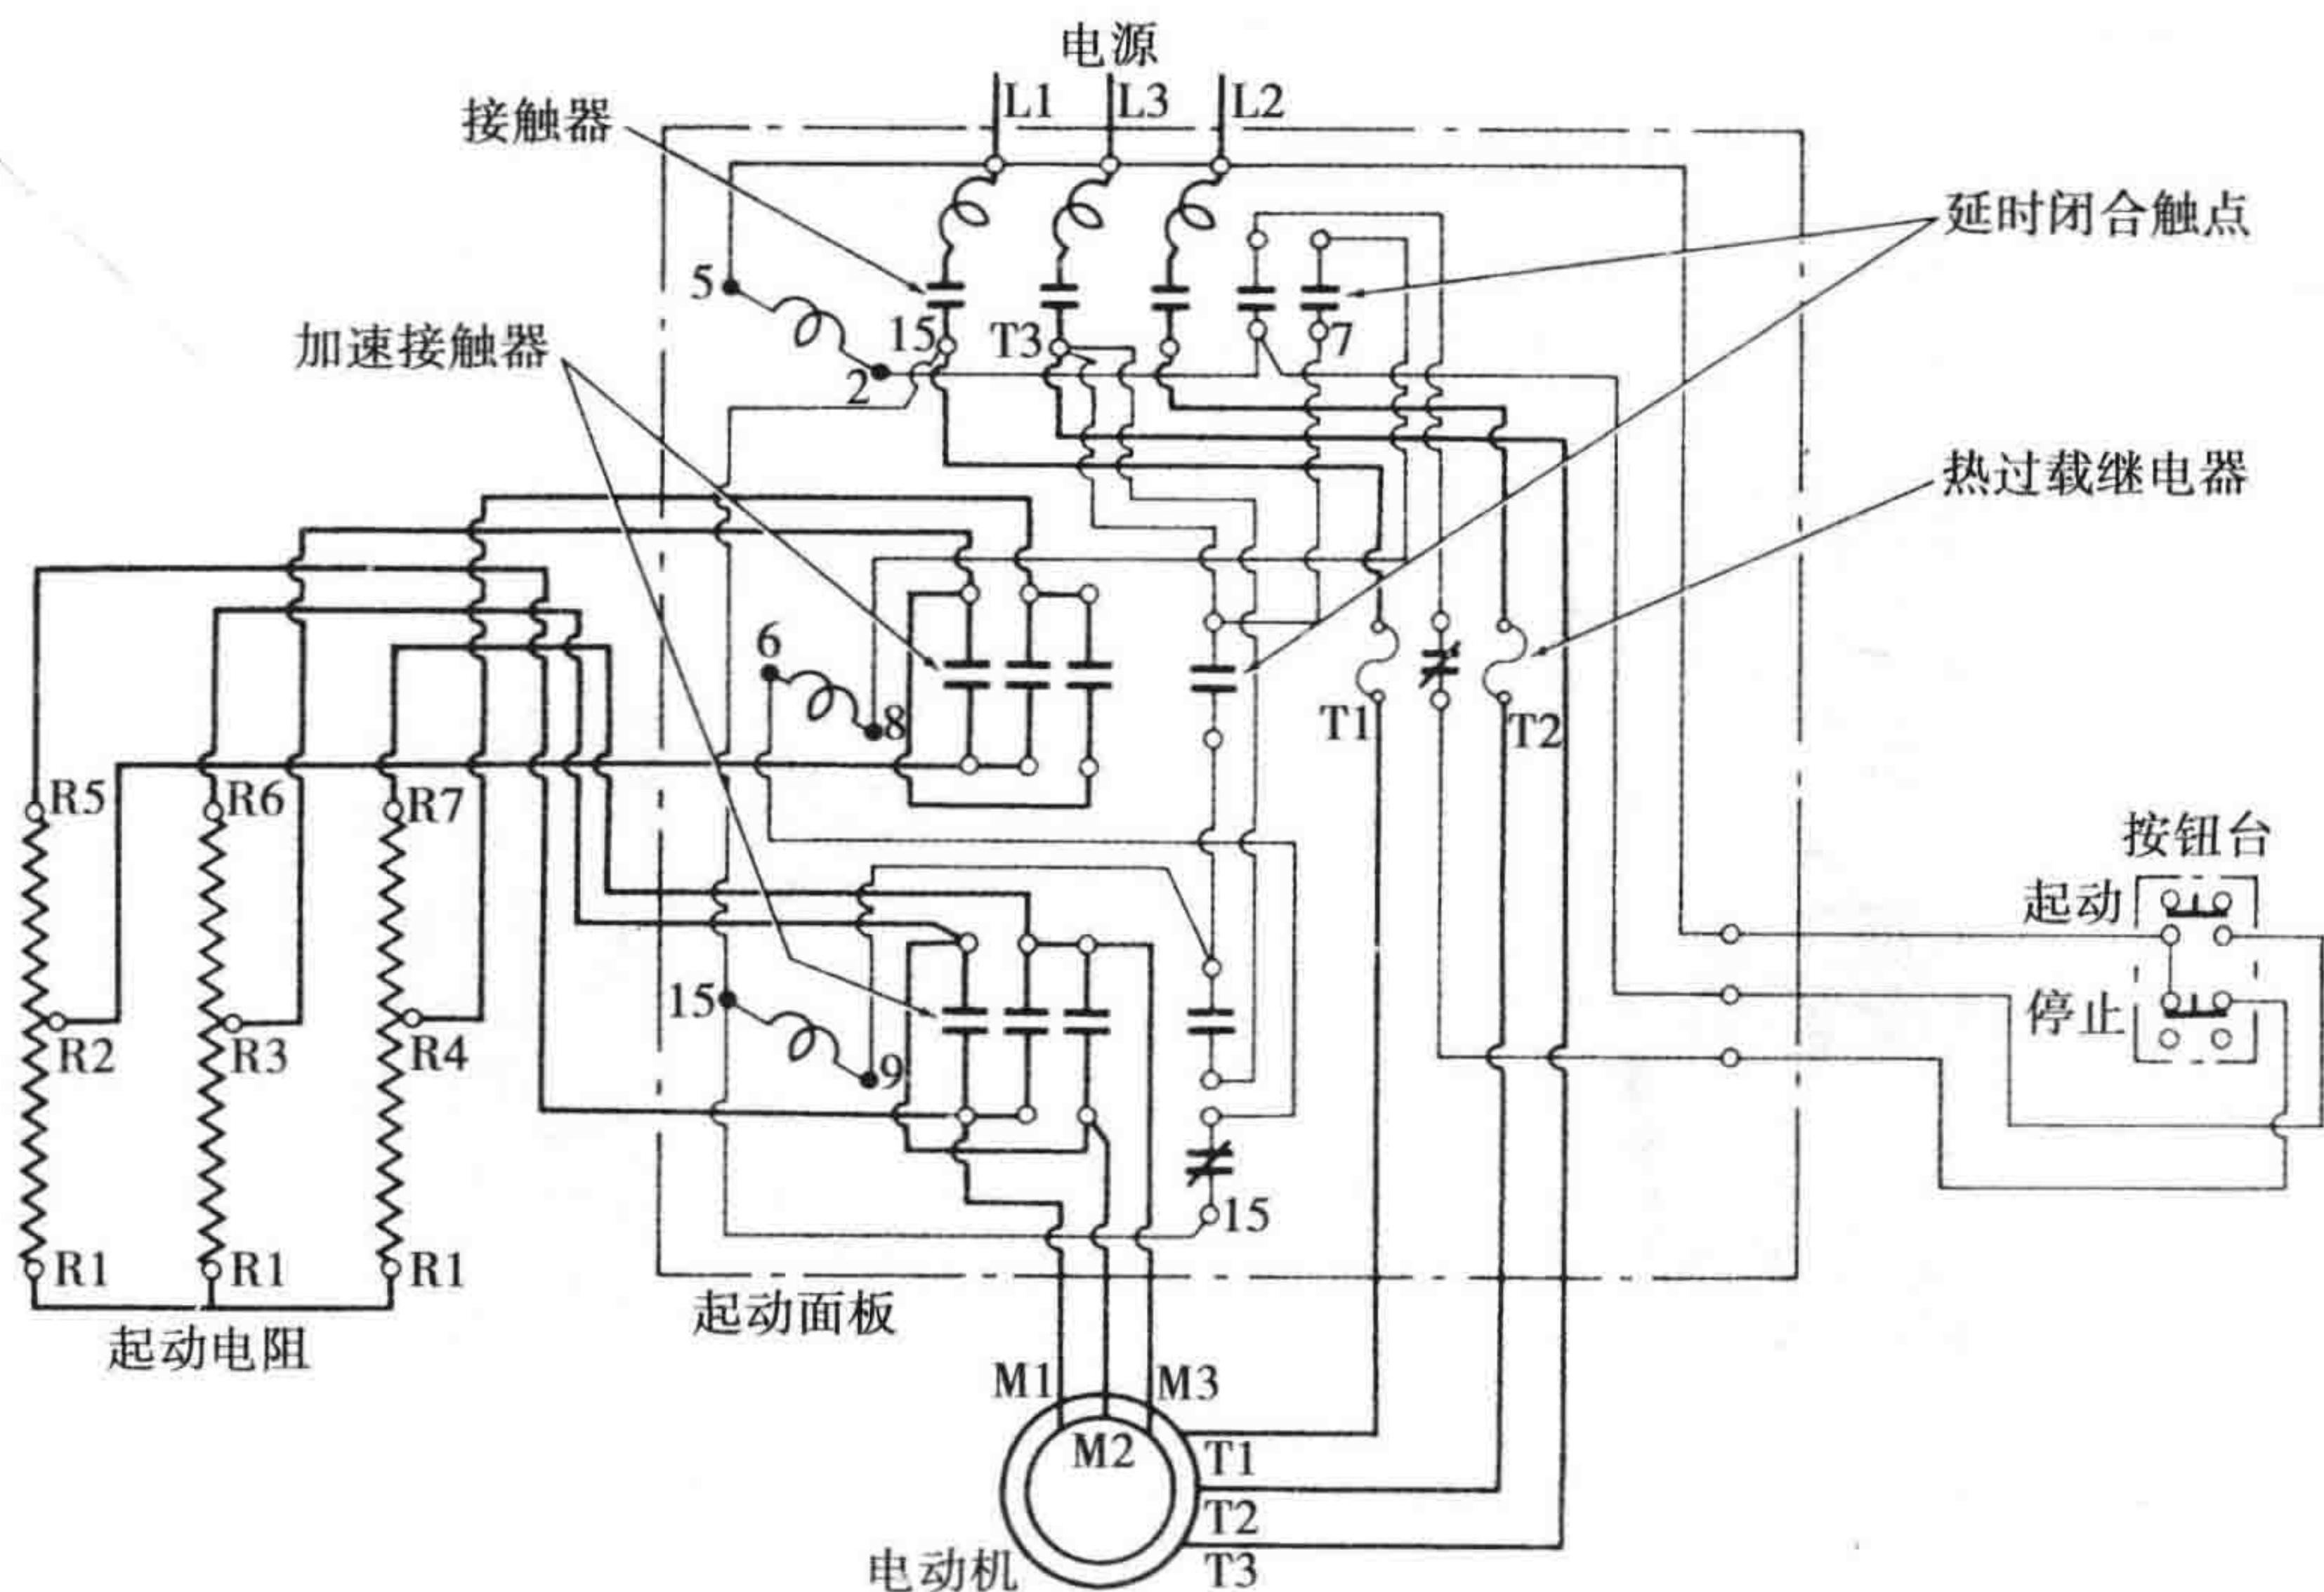 电源
L1 L3 L2
接触器
延时闭合触点
5
15 T3 7
加速接触器
2
热过载继电器
6
8
T1 T2
R5 R6 R7
按钮台
起动
15
停止
R2 R3 R4
9
15
R1 R1 R1
起动面板
起动电阻
M1 M3
M2 T1
T2
电动机 T3